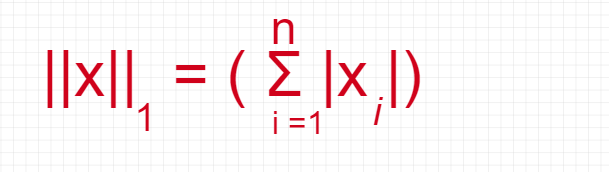 ||x||₁ = ( n∑i=1 |xᵢ|)